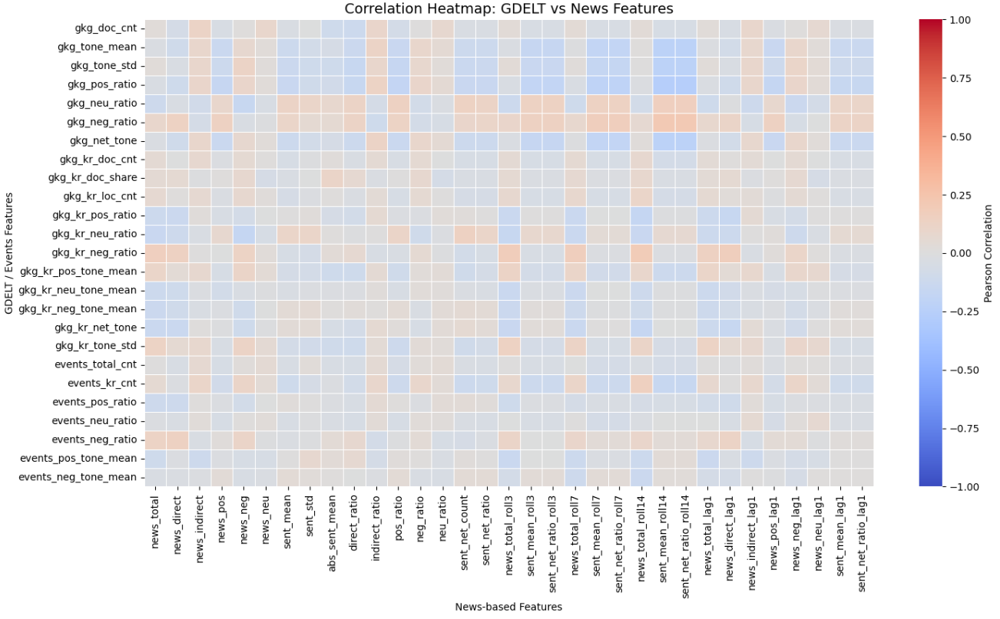 Correlation Heatmap: GDELT vs News Features
GDELT / Events Features
gkg_doc_cnt
gkg_tone_mean
gkg_tone_std
gkg_pos_ratio
gkg_neu_ratio
gkg_neg_ratio
gkg_net_tone
gkg_kr_doc_cnt
gkg_kr_doc_share
gkg_kr_loc_cnt
gkg_kr_pos_ratio
gkg_kr_neu_ratio
gkg_kr_neg_ratio
gkg_kr_pos_tone_mean
gkg_kr_neu_tone_mean
gkg_kr_neg_tone_mean
gkg_kr_net_tone
gkg_kr_tone_std
events_total_cnt
events_kr_cnt
events_pos_ratio
events_neu_ratio
events_neg_ratio
events_pos_tone_mean
events_neg_tone_mean
news_total
news_direct
news_indirect
news_pos
news_neg
news_neu
sent_mean
sent_std
abs_sent_mean
direct_ratio
indirect_ratio
pos_ratio
neg_ratio
neu_ratio
sent_net_count
sent_net_ratio
news_total_roll3
sent_mean_roll3
sent_net_ratio_roll3
news_total_roll7
sent_mean_roll7
sent_net_ratio_roll7
news_total_roll14
sent_mean_roll14
sent_net_ratio_roll14
news_total_lag1
news_direct_lag1
news_indirect_lag1
news_pos_lag1
news_neg_lag1
news_neu_lag1
sent_mean_lag1
sent_net_ratio_lag1
News-based Features
1.00
0.75
0.50
0.25
0.00
−0.25
−0.50
−0.75
−1.00
Pearson Correlation